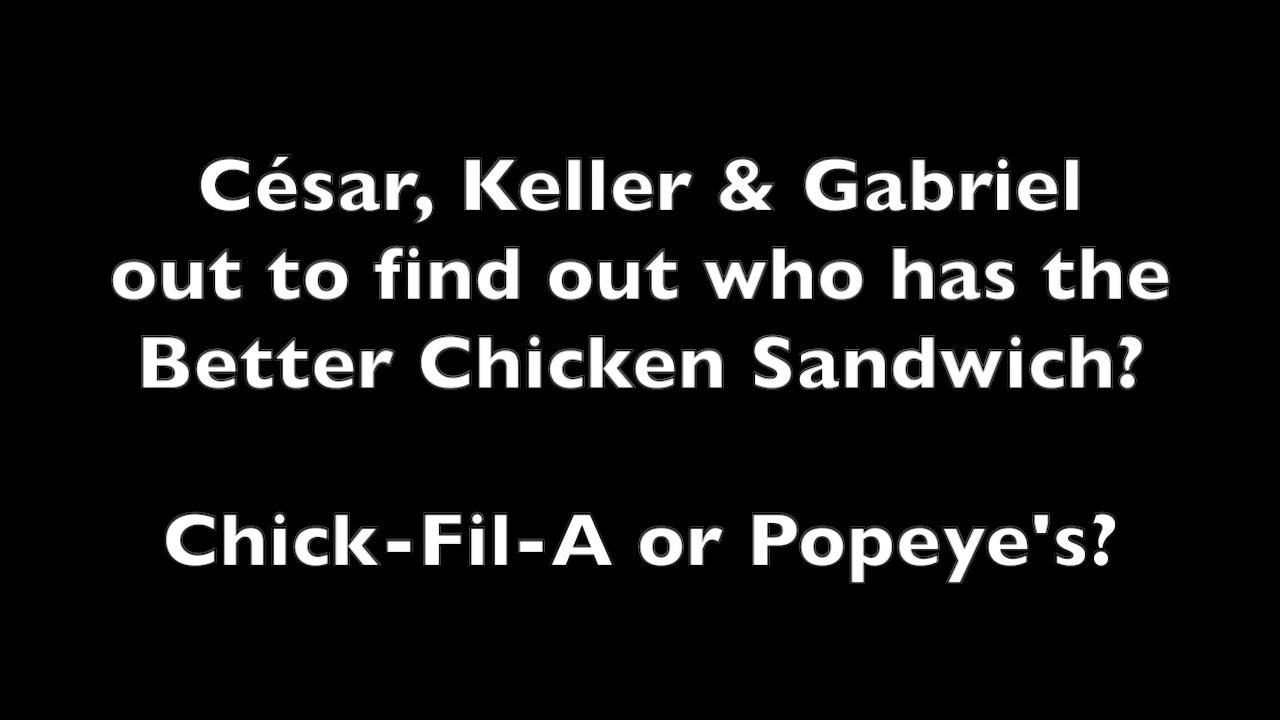 César, Keller & Gabriel
out to find out who has the
Better Chicken Sandwich?
Chick-Fil-A or Popeye's?